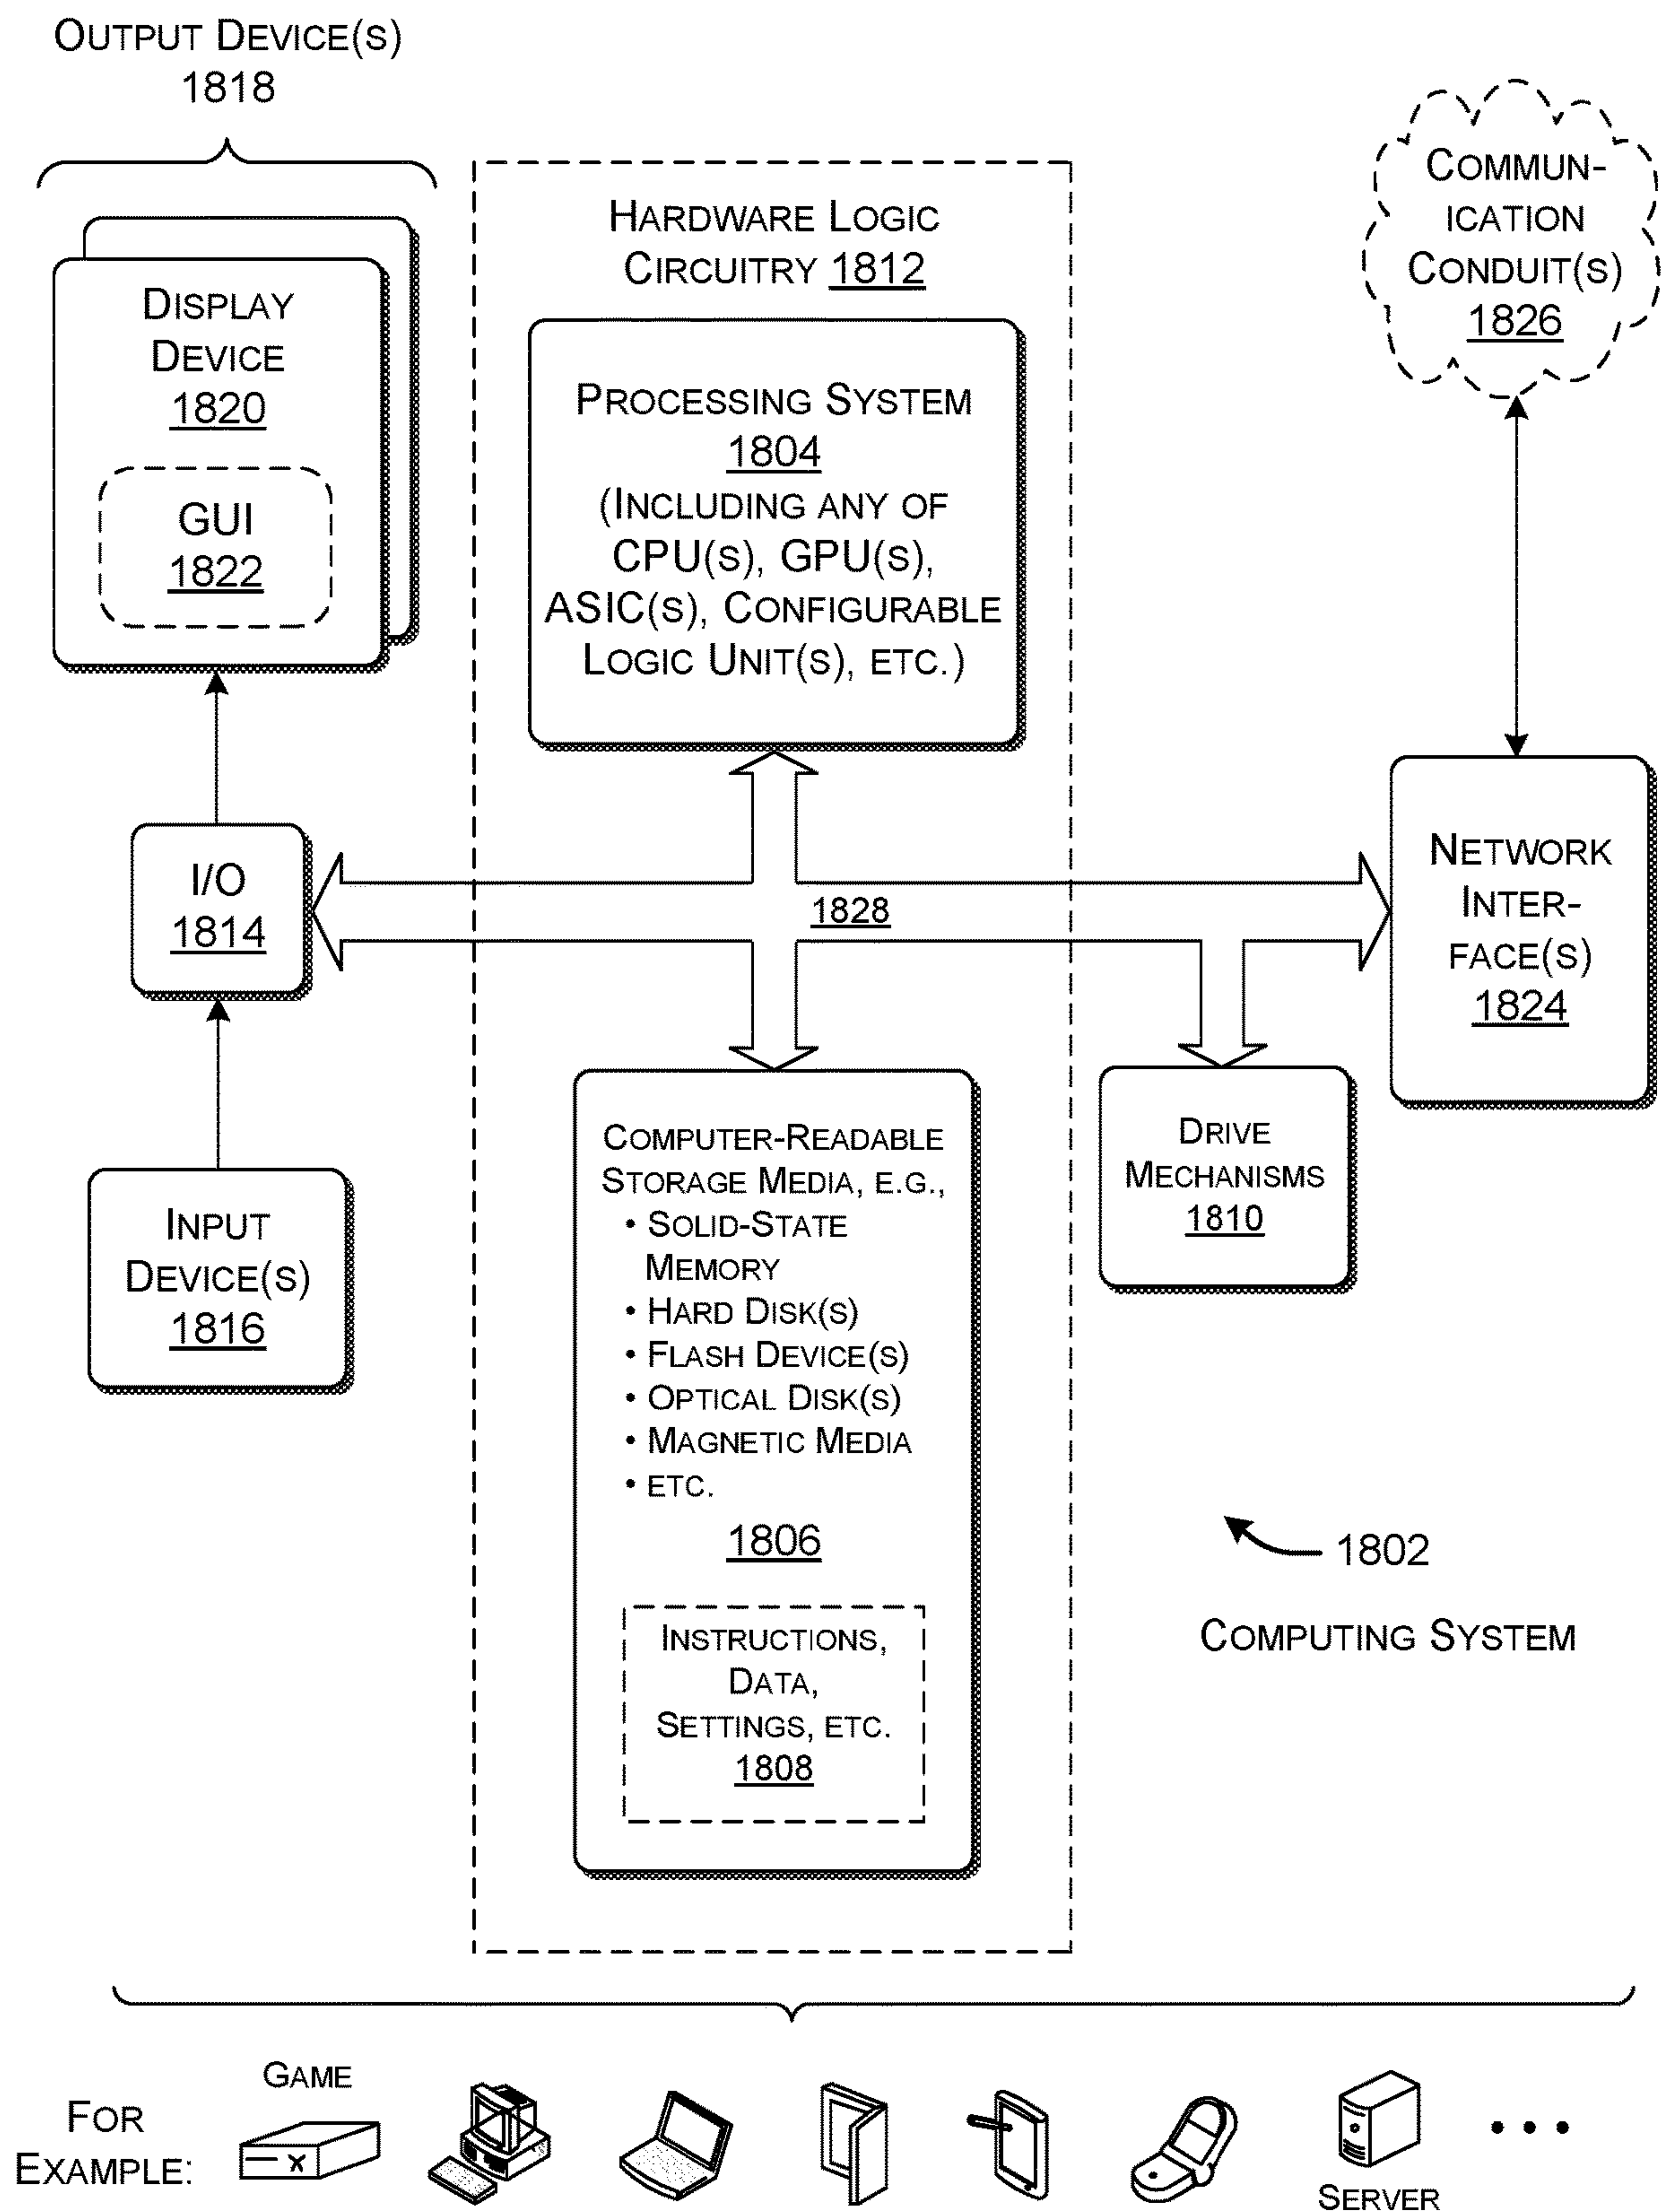 OUTPUT DEVICE(S)
1818
DISPLAY
DEVICE
1820
GUI
1822
I/O
1814
INPUT
DEVICE(S)
1816
HARDWARE LOGIC
CIRCUITRY 1812
PROCESSING SYSTEM
1804
(INCLUDING ANY OF
CPU(S), GPU(S),
ASIC(S), CONFIGURABLE
LOGIC UNIT(S), ETC.)
1828
COMPUTER-READABLE
STORAGE MEDIA, E.G.,
• SOLID-STATE
MEMORY
• HARD DISK(S)
• FLASH DEVICE(S)
• OPTICAL DISK(S)
• MAGNETIC MEDIA
• ETC.
1806
INSTRUCTIONS,
DATA,
SETTINGS, ETC.
1808
COMMUN-
ICATION
CONDUIT(S)
1826
NETWORK
INTER-
FACE(S)
1824
DRIVE
MECHANISMS
1810
1802
COMPUTING SYSTEM
FOR
EXAMPLE:
GAME
X
SERVER
• • •